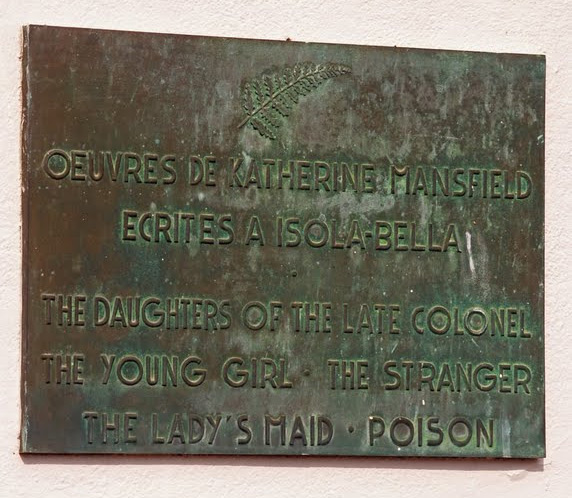 OEUVRES DE KATHERINE MANSFIELD
ECRITES A ISOLA-BELLA
THE DAUGHTERS OF THE LATE COLONEL
THE YOUNG GIRL · THE STRANGER
THE LADY'S MAID · POISON